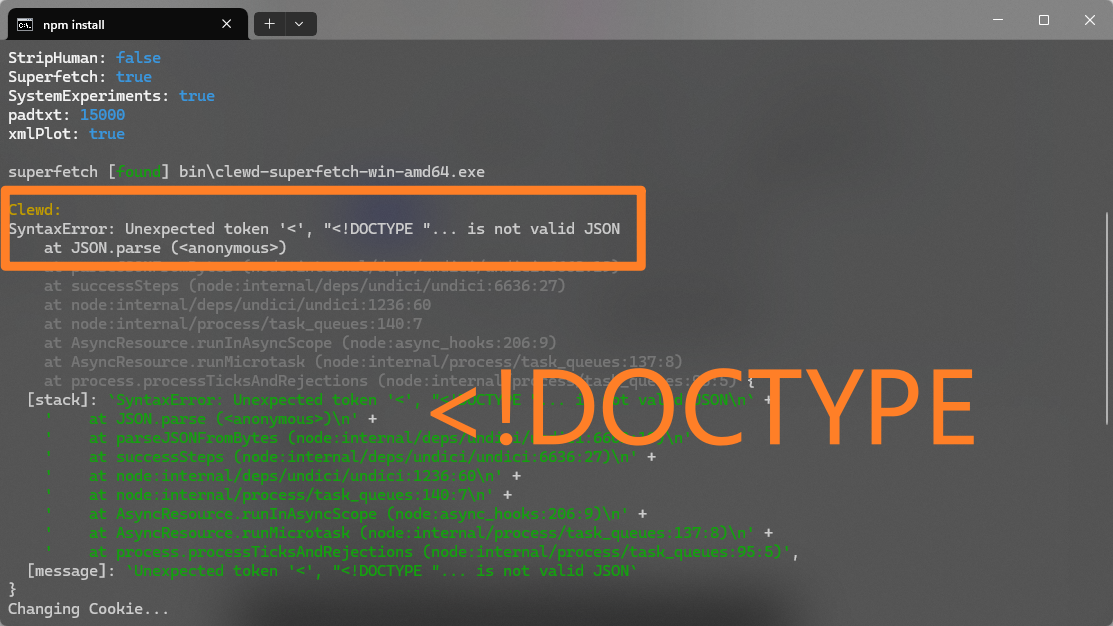 npm install
StripHuman: false
Superfetch: true
SystemExperiments: true
padtxt: 15000
xmlPlot: true
superfetch [found] bin\clewd-superfetch-win-amd64.exe
Clewd:
SyntaxError: Unexpected token '<', "<!DOCTYPE "... is not valid JSON
at JSON.parse (<anonymous>)
at successSteps (node:internal/deps/undici/undici:6636:27)
at node:internal/deps/undici/undici:1236:60
at node:internal/process/task_queues:140:7
at AsyncResource.runInAsyncScope (node:async_hooks:206:9)
at AsyncResource.runMicrotask (node:internal/process/task_queues:137:8)
at process.processTicksAndRejections (node:internal/process/task_queues:95:5) {
[stack]: 'SyntaxError: Unexpected token '<', "<!DOCTYPE "... is not valid JSON\n' +
' at JSON.parse (<anonymous>)\n' +
' at parseJSONFromBytes (node:internal/deps/undici/undici:
<!DOCTYPE
' at successSteps (node:internal/deps/undici/undici:6636:27)\n' +
' at node:internal/deps/undici/undici:1236:60\n' +
' at node:internal/process/task_queues:140:7\n' +
' at AsyncResource.runInAsyncScope (node:async_hooks:206:9)\n' +
' at AsyncResource.runMicrotask (node:internal/process/task_queues:137:8)\n' +
' at process.processTicksAndRejections (node:internal/process/task_queues:95:5)',
[message]: `Unexpected token '<', "<!DOCTYPE "... is not valid JSON`
}
Changing Cookie...